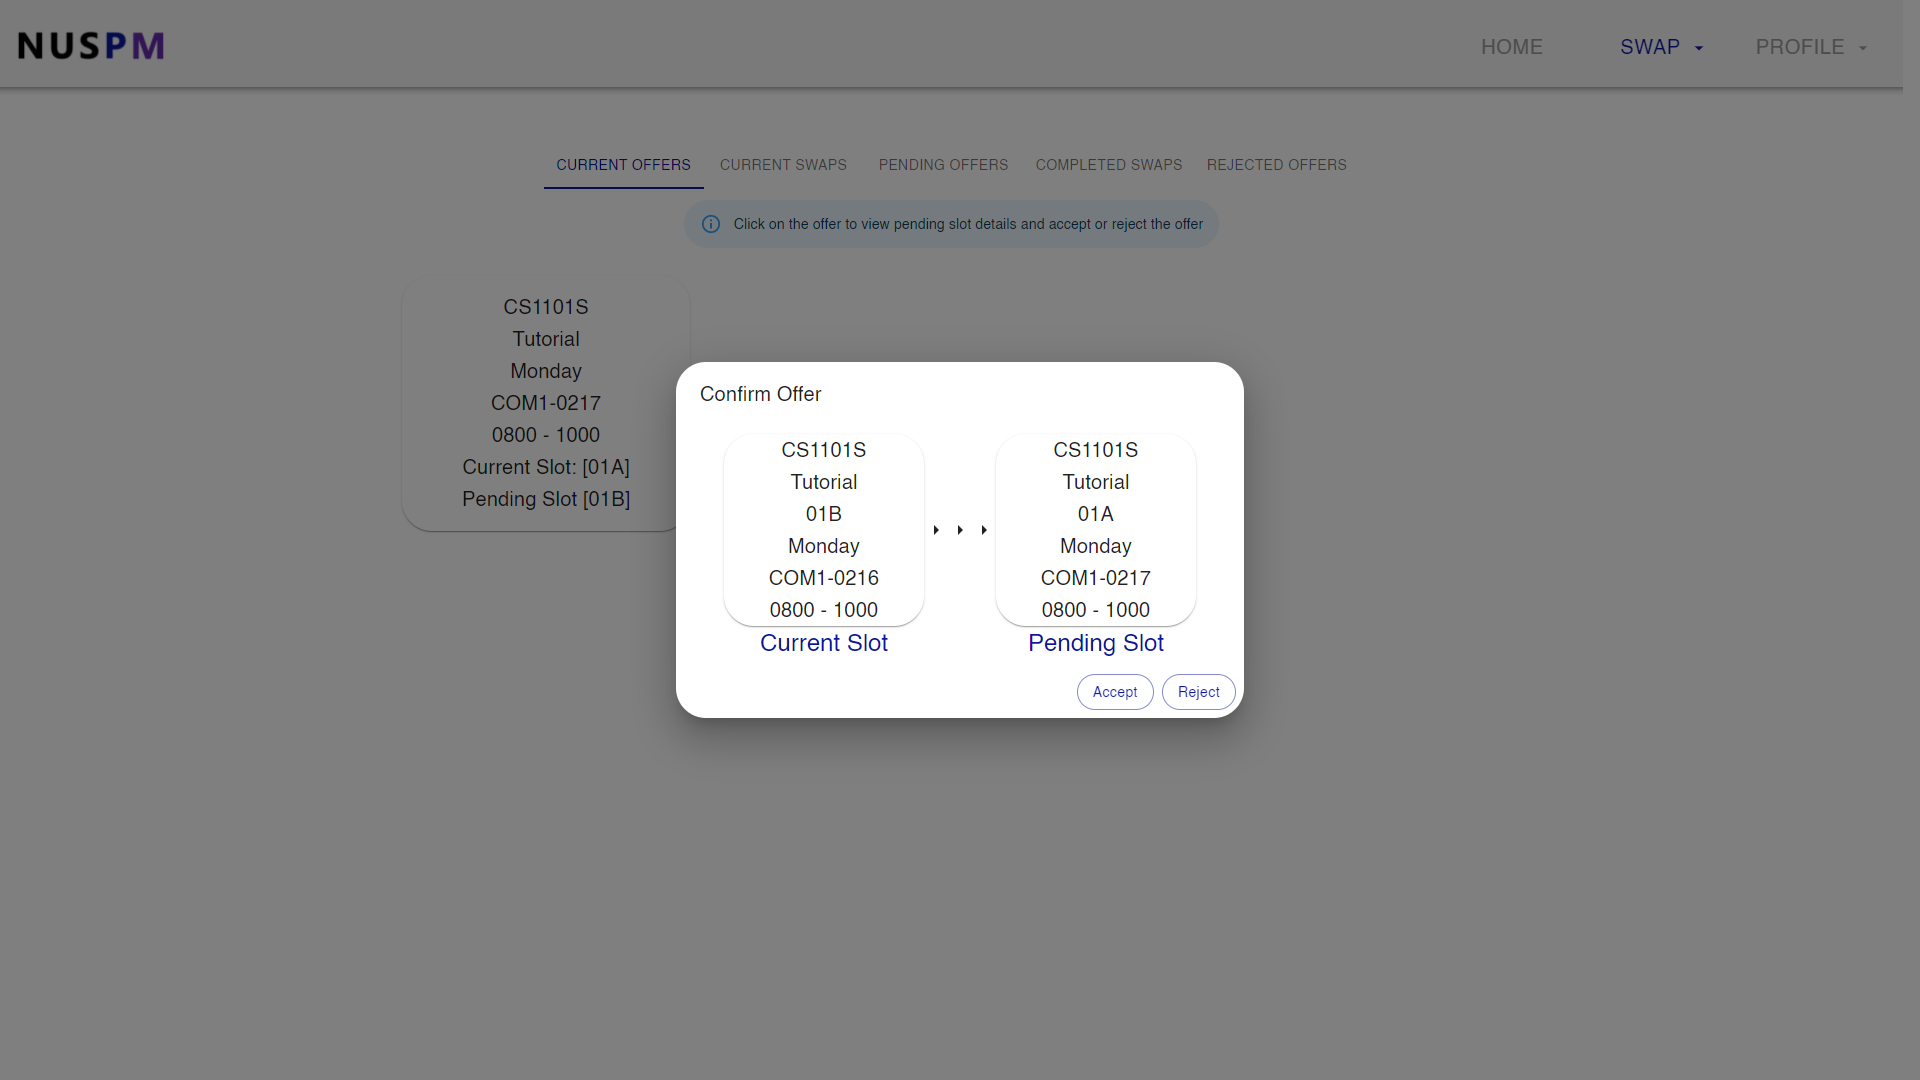 NUSPM
HOME SWAP PROFILE
CURRENT OFFERS CURRENT SWAPS PENDING OFFERS COMPLETED SWAPS REJECTED OFFERS
Click on the offer to view pending slot details and accept or reject the offer
CS1101S
Tutorial
Monday
COM1-0217
0800 - 1000
Current Slot: [01A]
Pending Slot [01B]
Confirm Offer
CS1101S
Tutorial
01B
Monday
COM1-0216
0800 - 1000
Current Slot
CS1101S
Tutorial
01A
Monday
COM1-0217
0800 - 1000
Pending Slot
Accept Reject